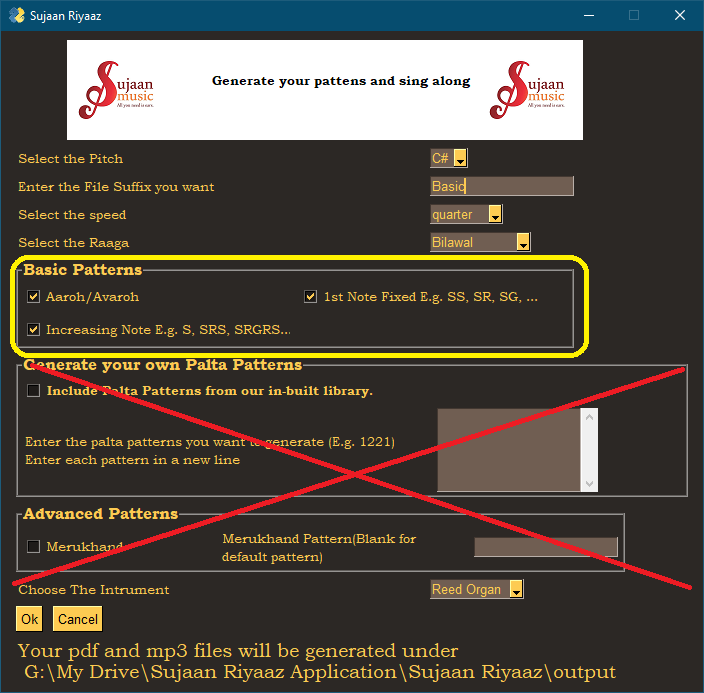 Sujaan Riyaaz
Sujaan
music
All you need is ears.
Generate your pattens and sing along
Sujaan
music
All you need is ears.
Select the Pitch
C#
Enter the File Suffix you want
Basic
Select the speed
quarter
Select the Raaga
Bilawal
Basic Patterns
Aaroh/Avaroh
1st Note Fixed E.g. SS, SR, SG, ...
Increasing Note E.g. S, SRS, SRGRS...
Generate your own Palta Patterns
Include Palta Patterns from our in-built library.
Enter the palta patterns you want to generate (E.g. 1221)
Enter each pattern in a new line
Advanced Patterns
Merukhand
Merukhand Pattern(Blank for
default pattern)
Choose The Intrument
Reed Organ
Ok
Cancel
Your pdf and mp3 files will be generated under
G:\My Drive\Sujaan Riyaaz Application\Sujaan Riyaaz\output